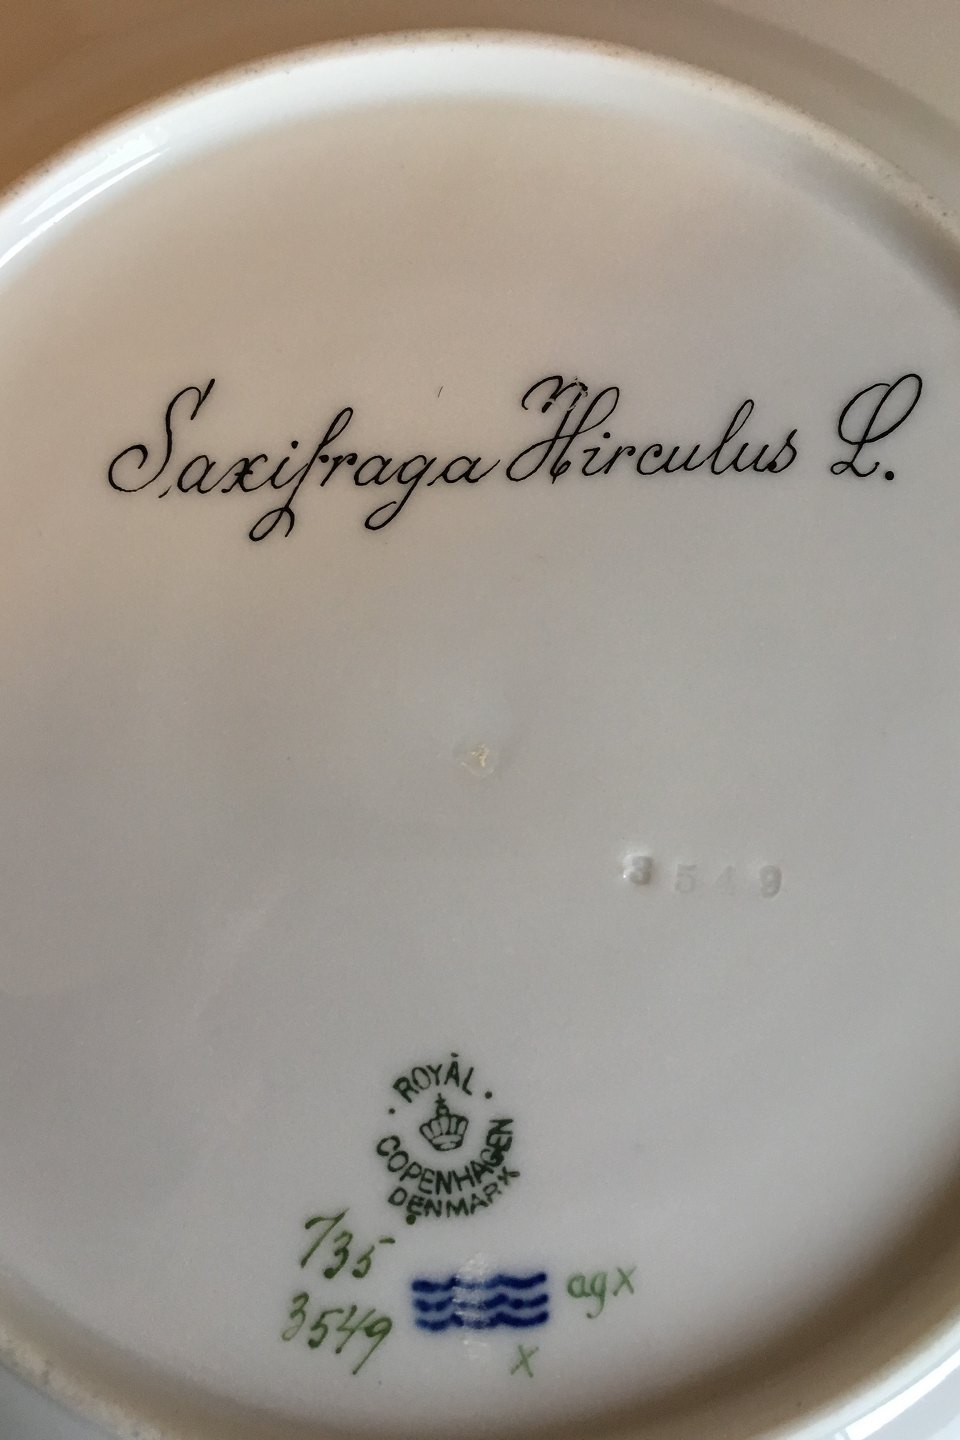 Saxifraga Hirculus L.
3549
ROYAL
COPENHAGEN
DENMARK
735
3549
agx
x